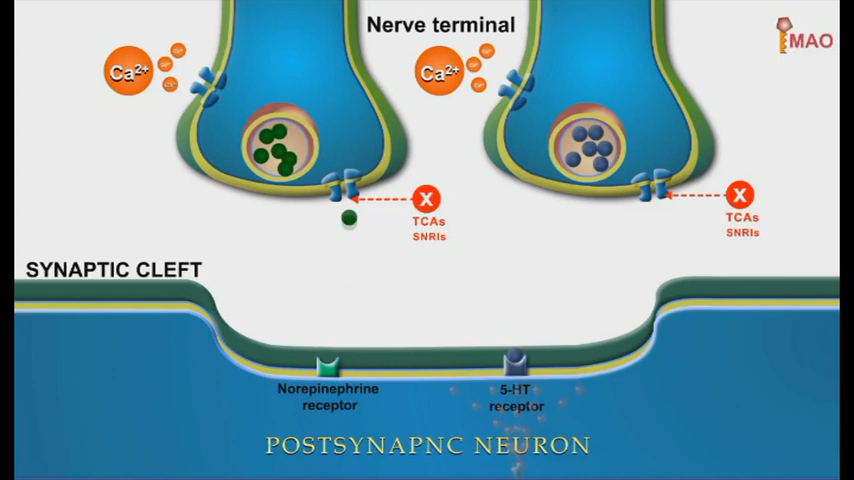 Nerve terminal
MAO
Ca²⁺
Ca²⁺
TCAs
SNRIs
TCAs
SNRIs
SYNAPTIC CLEFT
Norepinephrine
receptor
5-HT
receptor
POSTSYNAPNC NEURON